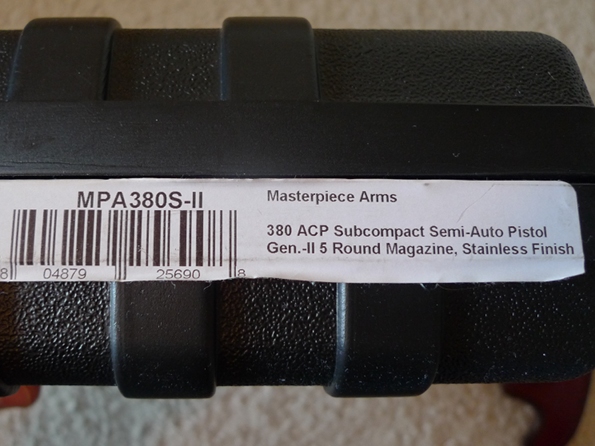 MPA380S-II
Masterpiece Arms
380 ACP Subcompact Semi-Auto Pistol
Gen.-II 5 Round Magazine, Stainless Finish
8 04879 25690 8